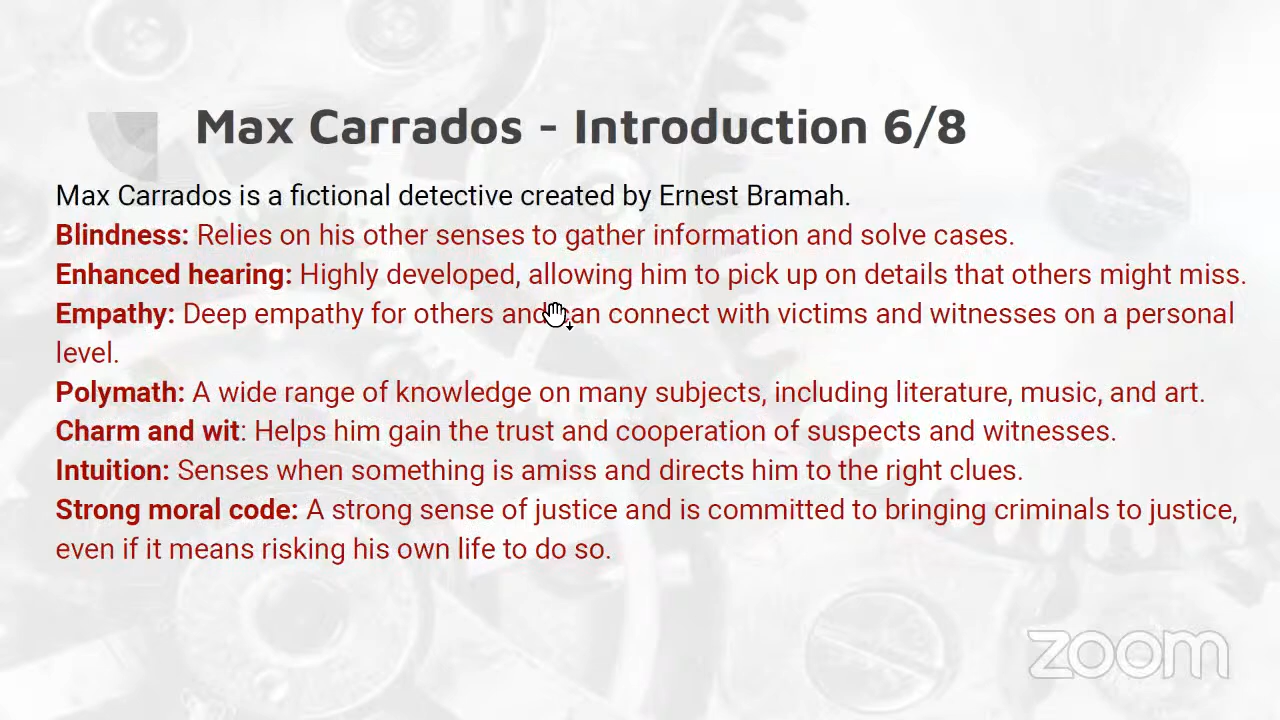 Max Carrados - Introduction 6/8
Max Carrados is a fictional detective created by Ernest Bramah.
Blindness: Relies on his other senses to gather information and solve cases.
Enhanced hearing: Highly developed, allowing him to pick up on details that others might miss.
Empathy: Deep empathy for others and can connect with victims and witnesses on a personal
level.
Polymath: A wide range of knowledge on many subjects, including literature, music, and art.
Charm and wit: Helps him gain the trust and cooperation of suspects and witnesses.
Intuition: Senses when something is amiss and directs him to the right clues.
Strong moral code: A strong sense of justice and is committed to bringing criminals to justice,
even if it means risking his own life to do so.
zoom